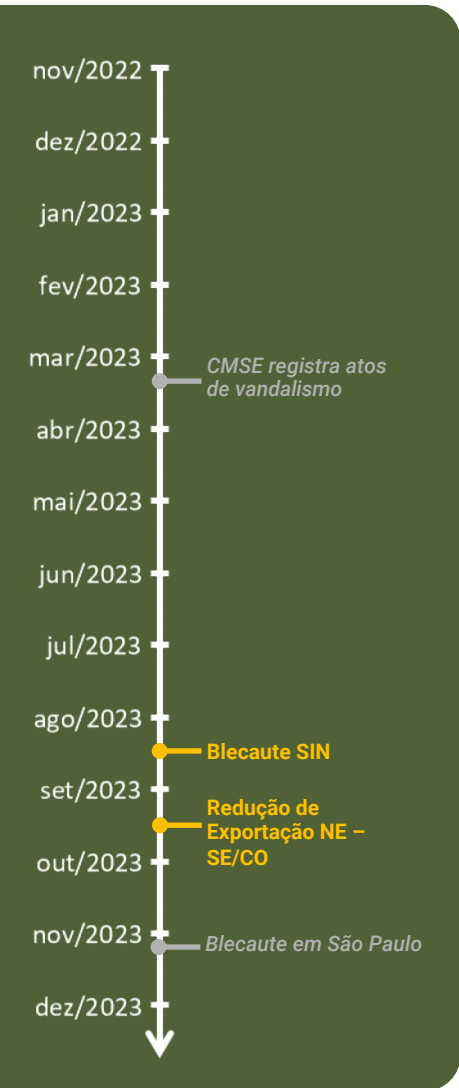 nov/2022
dez/2022
jan/2023
fev/2023
mar/2023
CMSE registra atos
de vandalismo
abr/2023
mai/2023
jun/2023
jul/2023
ago/2023
Blecaute SIN
set/2023
Redução de
Exportação NE –
SE/CO
out/2023
nov/2023
Blecaute em São Paulo
dez/2023